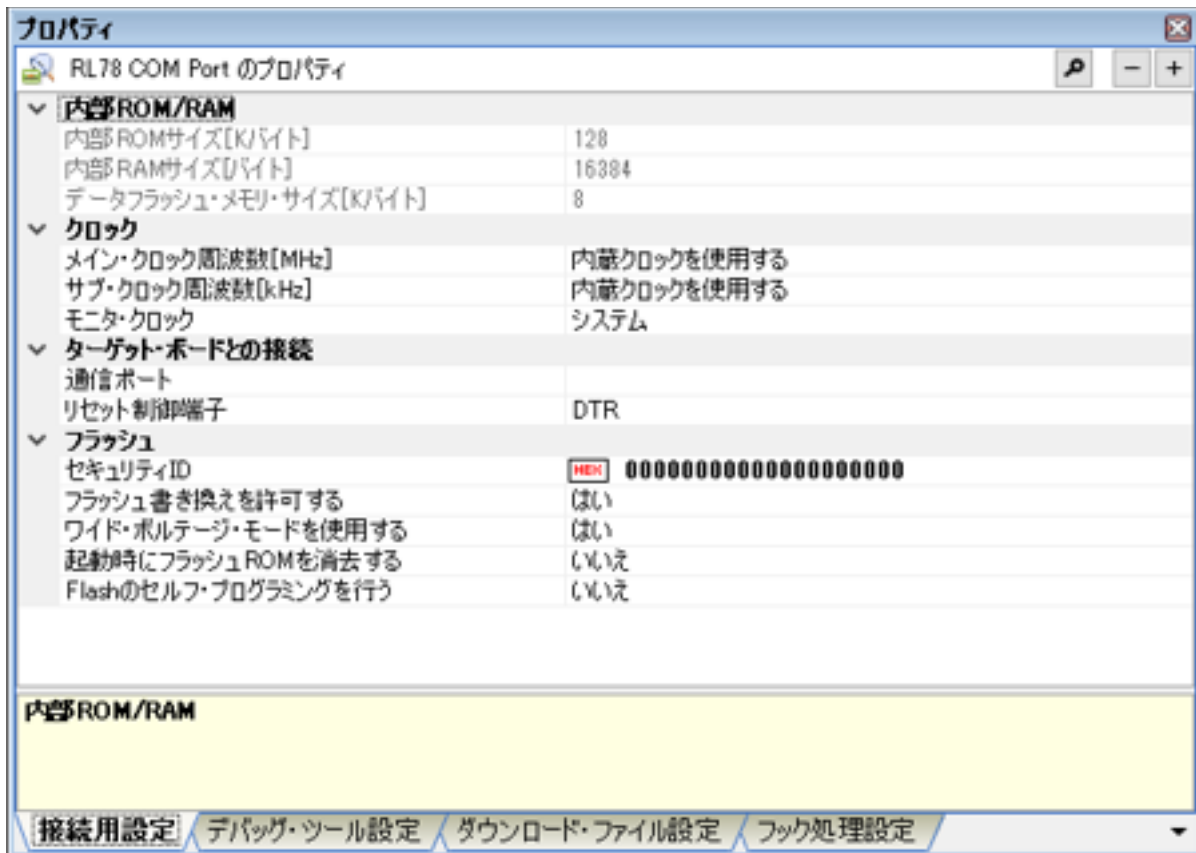 プロパティ
RL78 COM Port のプロパティ
内部ROM/RAM
内部ROMサイズ[Kバイト] 128
内部RAMサイズ[バイト] 16384
データフラッシュ・メモリ・サイズ[Kバイト] 8
クロック
メイン・クロック周波数[MHz] 内蔵クロックを使用する
サブ・クロック周波数[kHz] 内蔵クロックを使用する
モニタ・クロック システム
ターゲット・ボードとの接続
通信ポート
リセット制御端子 DTR
フラッシュ
セキュリティID HEX 00000000000000000000
フラッシュ書き換えを許可する はい
ワイド・ボルテージ・モードを使用する はい
起動時にフラッシュROMを消去する いいえ
Flashのセルフ・プログラミングを行う いいえ
内部ROM/RAM
接続用設定 デバッグ・ツール設定 ダウンロード・ファイル設定 フック処理設定